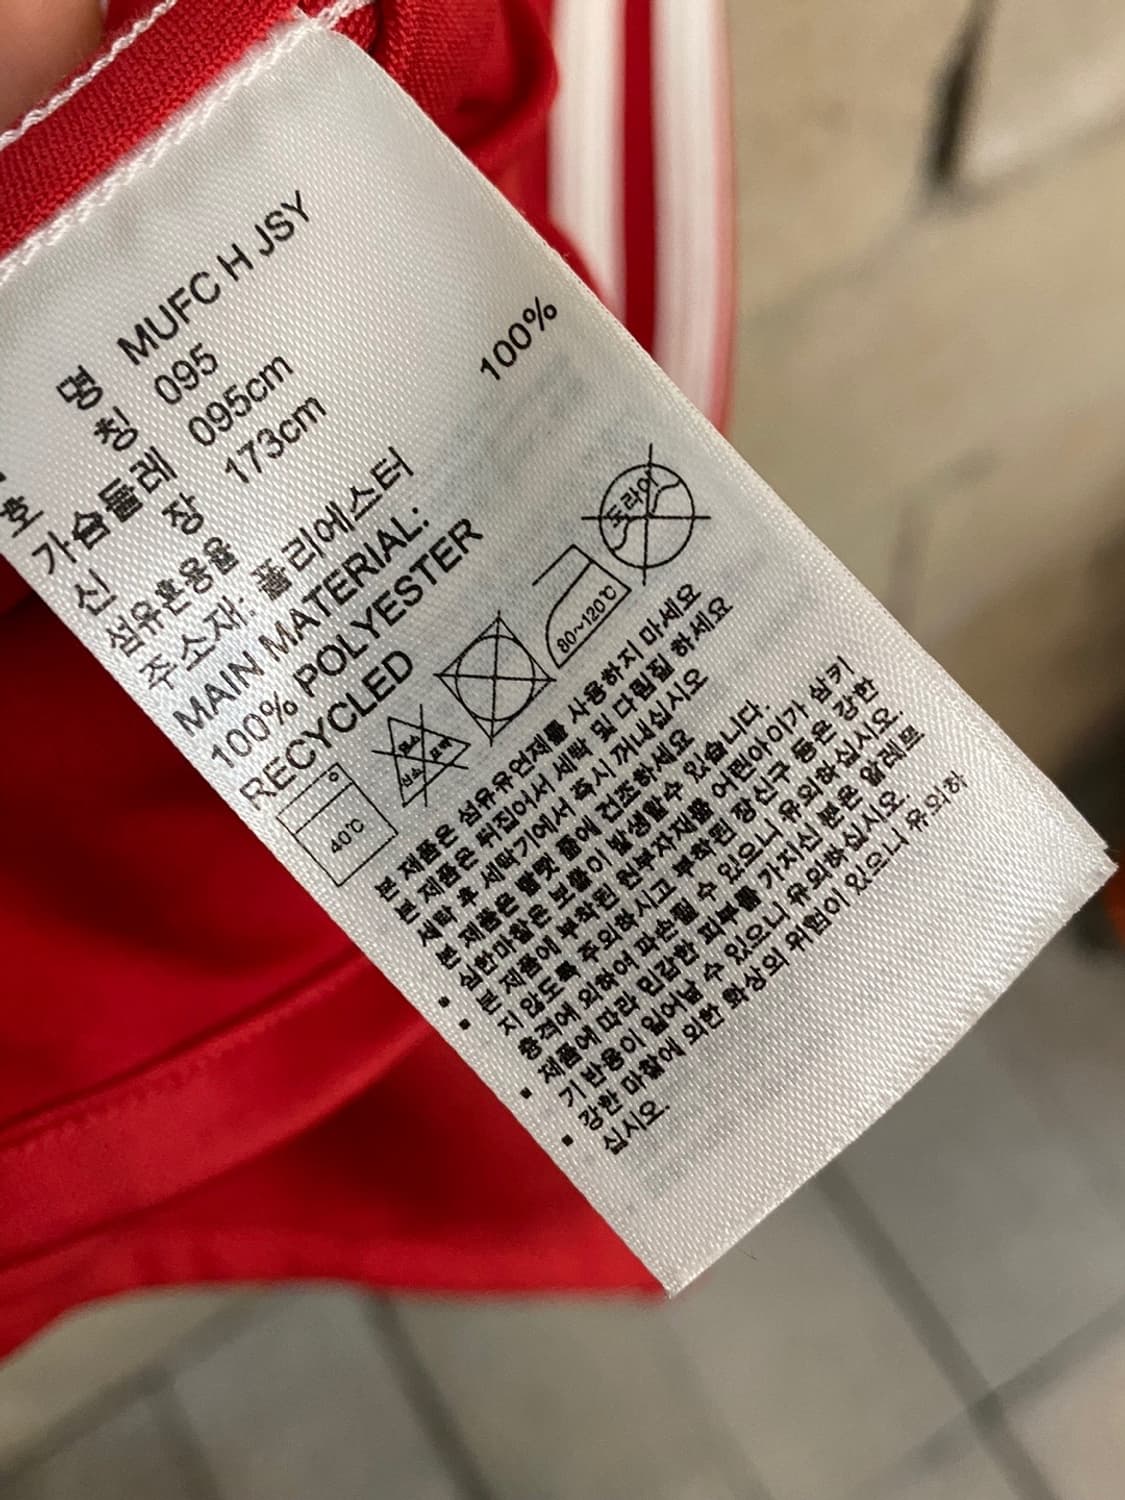 명 MUFC H JSY
호 칭 095
가슴둘레 095cm
신 장 173cm
섬유혼용율
주소재: 폴리에스터 100%
MAIN MATERIAL:
100% POLYESTER
RECYCLED
40℃
80~120℃
드라이
본 제품은 섬유유연제를 사용하지 마세요
본 제품은 뒤집어서 세탁 및 다림질 하세요
세탁 후 세탁기에서 즉시 꺼내십시오
본 제품은 햇볕 줄에 건조하세요
▪ 심한마찰은 보풀이 발생할수 있습니다.
▪ 본 제품에 부착된 원부자재를 어린아이가 삼키
지 않도록 주의하시고 부착된 장신구 등은 강한
충격에 의하여 파손될 수 있으니 유의하십시오.
▪ 제품에 따라 민감한 피부를 가지신 분은 알레르
기 반응이 일어날 수 있으니 유의하십시오.
▪ 강한 마찰에 의한 화상의 위험이 있으니 유의하
십시오.